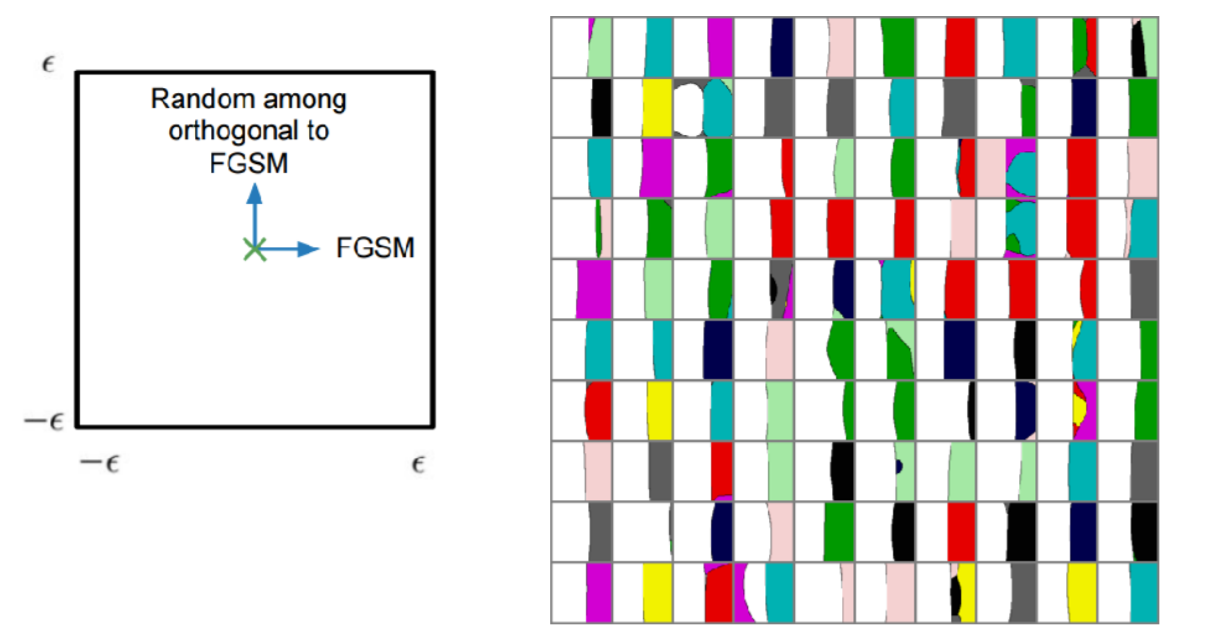 ϵ
Random among
orthogonal to
FGSM
FGSM
−ϵ
−ϵ
ϵ